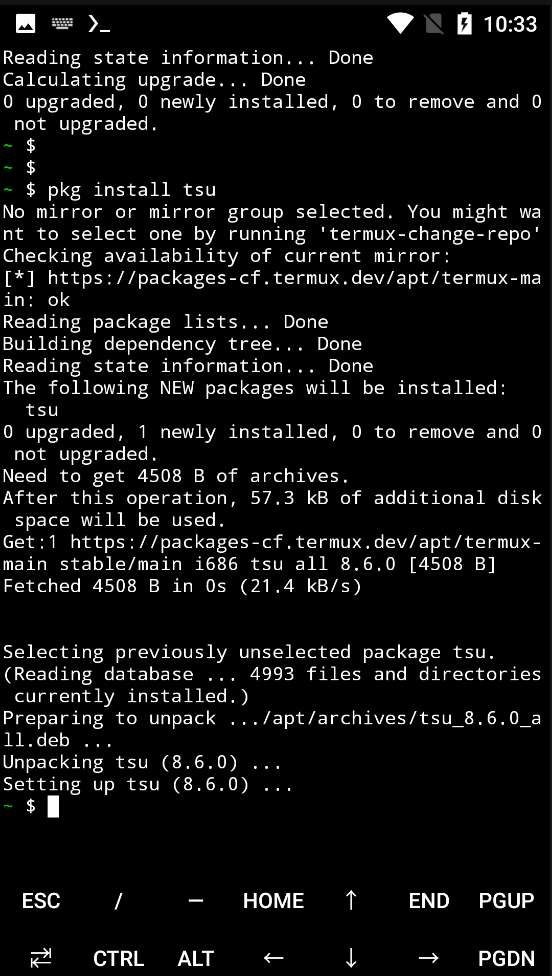 10:33
Reading state information... Done
Calculating upgrade... Done
0 upgraded, 0 newly installed, 0 to remove and 0
 not upgraded.
~ $
~ $
~ $ pkg install tsu
No mirror or mirror group selected. You might wa
nt to select one by running 'termux-change-repo'
Checking availability of current mirror:
[*] https://packages-cf.termux.dev/apt/termux-ma
in: ok
Reading package lists... Done
Building dependency tree... Done
Reading state information... Done
The following NEW packages will be installed:
  tsu
0 upgraded, 1 newly installed, 0 to remove and 0
 not upgraded.
Need to get 4508 B of archives.
After this operation, 57.3 kB of additional disk
 space will be used.
Get:1 https://packages-cf.termux.dev/apt/termux-
main stable/main i686 tsu all 8.6.0 [4508 B]
Fetched 4508 B in 0s (21.4 kB/s)
Selecting previously unselected package tsu.
(Reading database ... 4993 files and directories
 currently installed.)
Preparing to unpack .../apt/archives/tsu_8.6.0_a
ll.deb ...
Unpacking tsu (8.6.0) ...
Setting up tsu (8.6.0) ...
~ $
ESC / — HOME ↑ END PGUP
⇄ CTRL ALT ← ↓ → PGDN